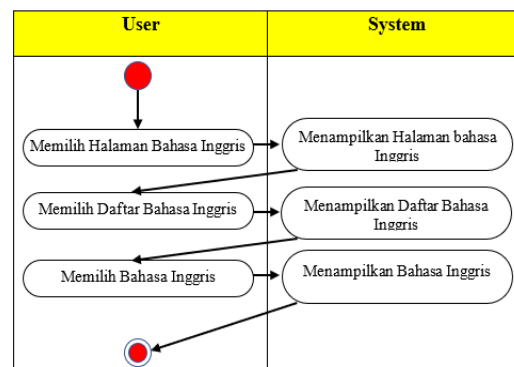 User
System
Memilih Halaman Bahasa Inggris
Menampilkan Halaman bahasa
Inggris
Memilih Daftar Bahasa Inggris
Menampilkan Daftar Bahasa
Inggris
Memilih Bahasa Inggris
Menampilkan Bahasa Inggris